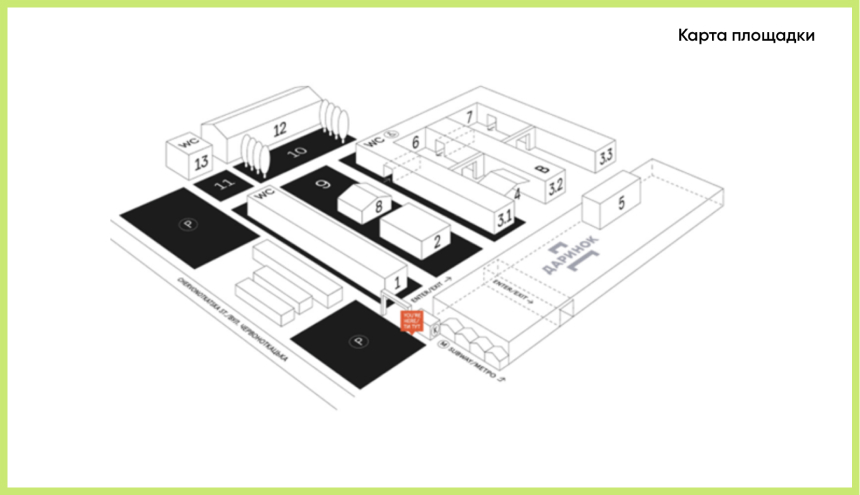 Карта площадки
7
WC
6
12
WC
13
10
3.3
B
3.2
11
9
4
WC
8
5
3.1
P
2
ДАРИНОК
1
ENTER/EXIT →
ENTER/EXIT →
CHERVONOTKATSKA ST./ВУЛ. ЧЕРВОНОТКАЦЬКА
YOU'RE
HERE/
ТИ ТУТ
P
M SUBWAY/МЕТРО